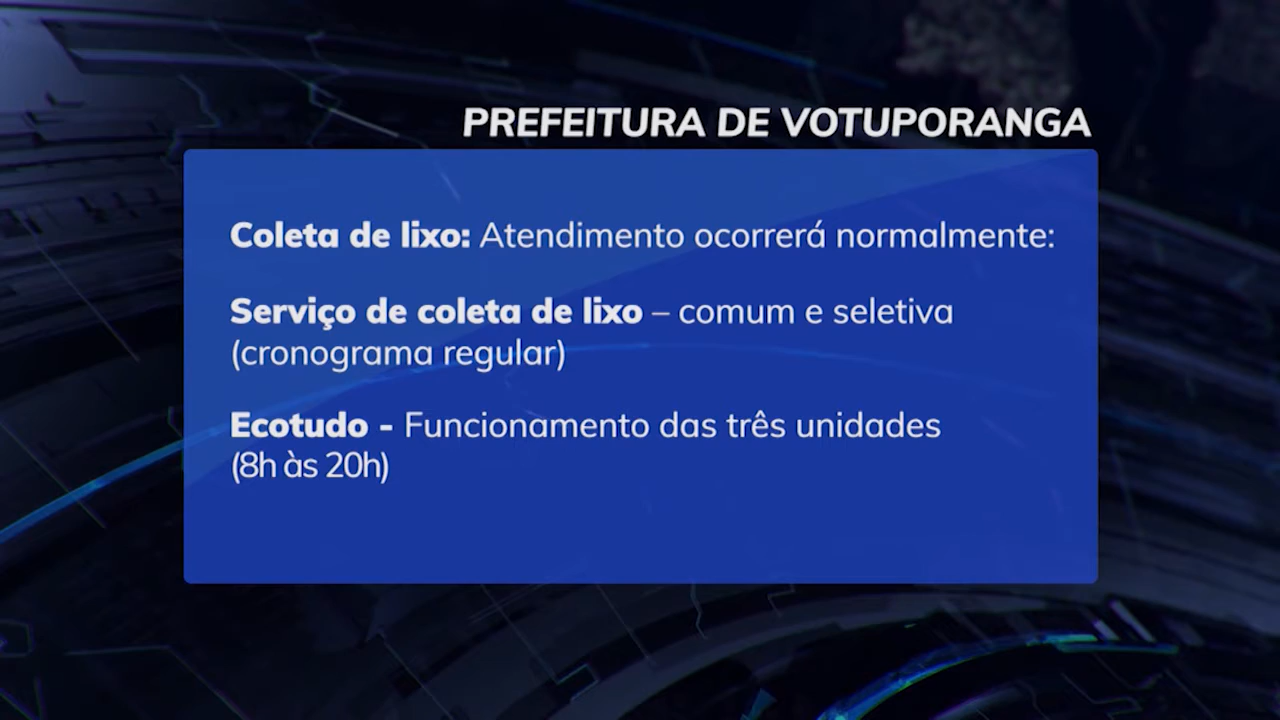 PREFEITURA DE VOTUPORANGA
Coleta de lixo: Atendimento ocorrerá normalmente:
Serviço de coleta de lixo – comum e seletiva
(cronograma regular)
Ecotudo - Funcionamento das três unidades
(8h às 20h)